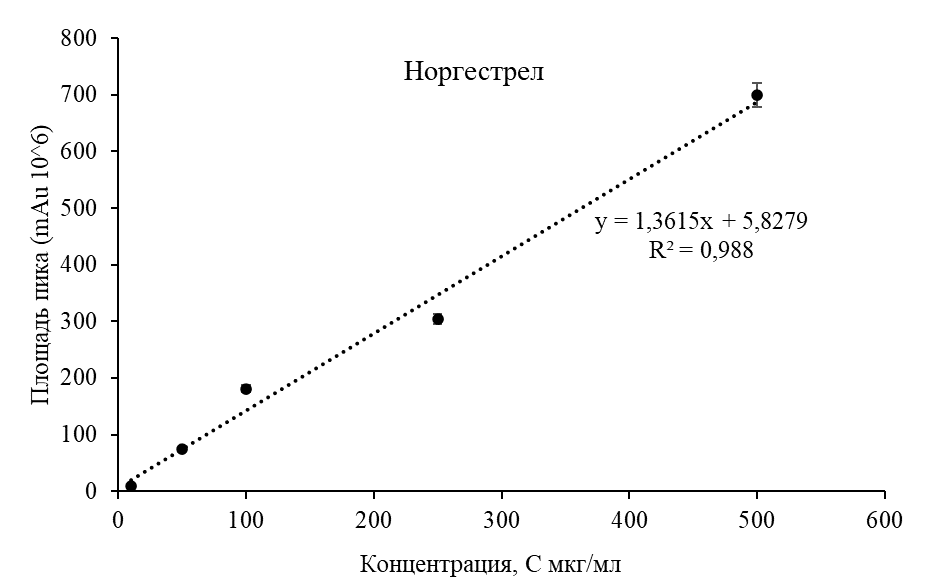 Норгестрел
800
700
600
500
400
300
200
100
0
Площадь пика (mAu 10^6)
y = 1,3615x + 5,8279
R² = 0,988
0 100 200 300 400 500 600
Концентрация, С мкг/мл